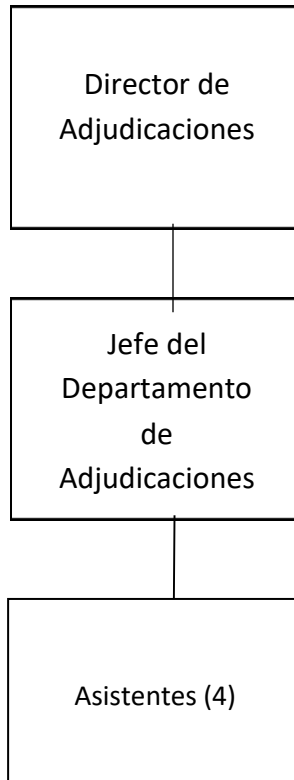 Director de
Adjudicaciones
Jefe del
Departamento
de
Adjudicaciones
Asistentes (4)